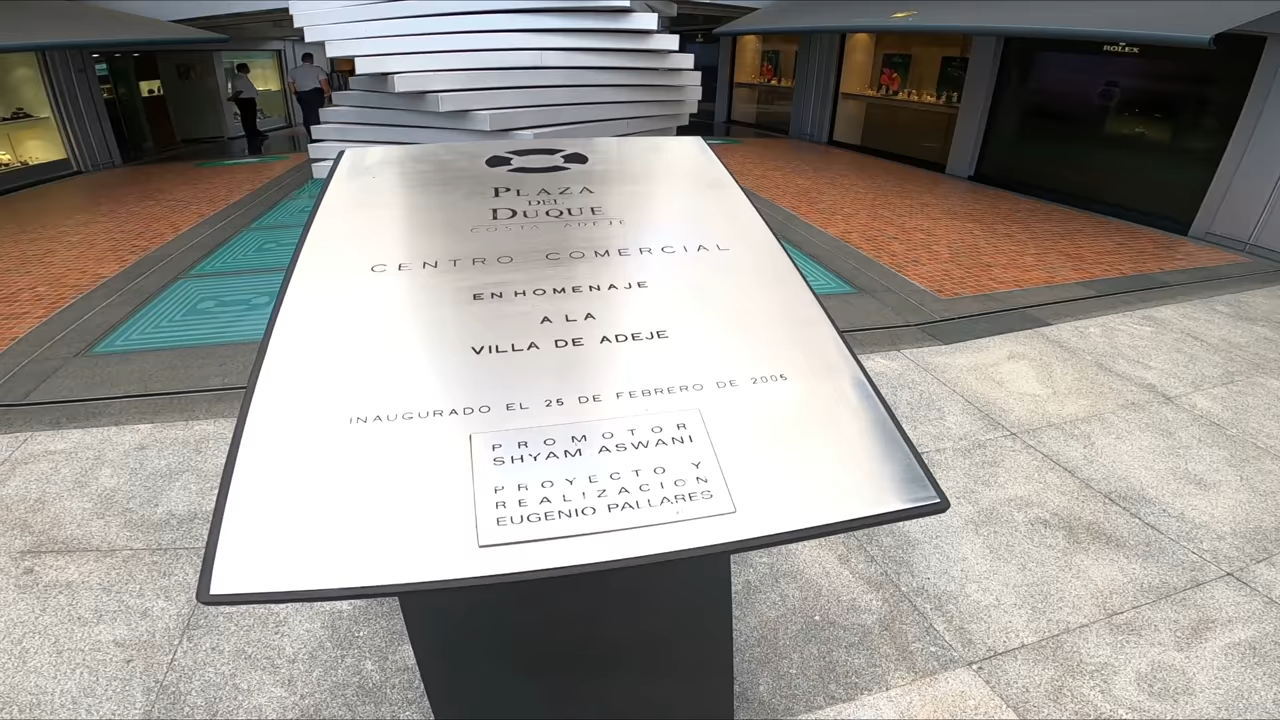 ROLEX
PLAZA
DEL
DUQUE
COSTA ADEJE
CENTRO COMERCIAL
EN HOMENAJE
A LA
VILLA DE ADEJE
INAUGURADO EL 25 DE FEBRERO DE 2005
PROMOTOR
SHYAM ASWANI
PROYECTO Y
REALIZACION
EUGENIO PALLARES